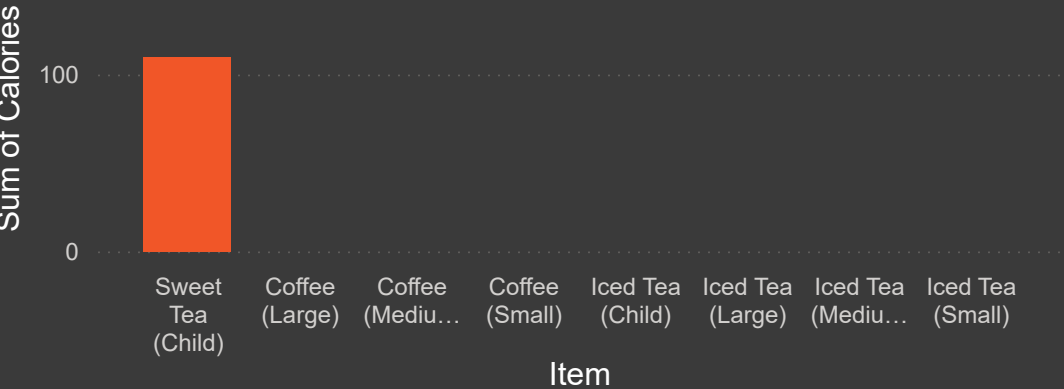 Sum of Calories
100
0
Sweet
Tea
(Child)
Coffee
(Large)
Coffee
(Mediu…
Coffee
(Small)
Iced Tea
(Child)
Iced Tea
(Large)
Iced Tea
(Mediu…
Iced Tea
(Small)
Item